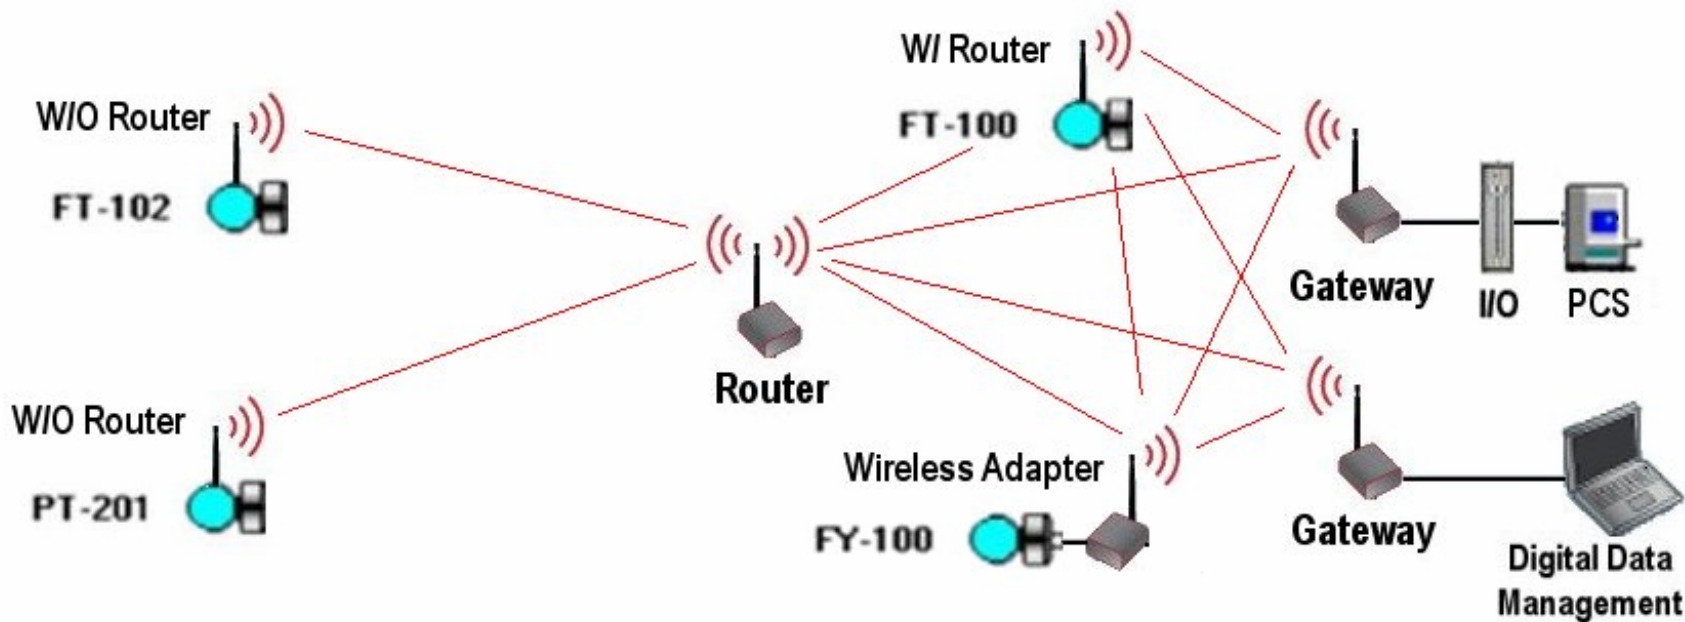 W/O Router
FT-102
W/O Router
PT-201
Router
W/ Router
FT-100
Wireless Adapter
FY-100
Gateway
I/O
PCS
Gateway
Digital Data
Management